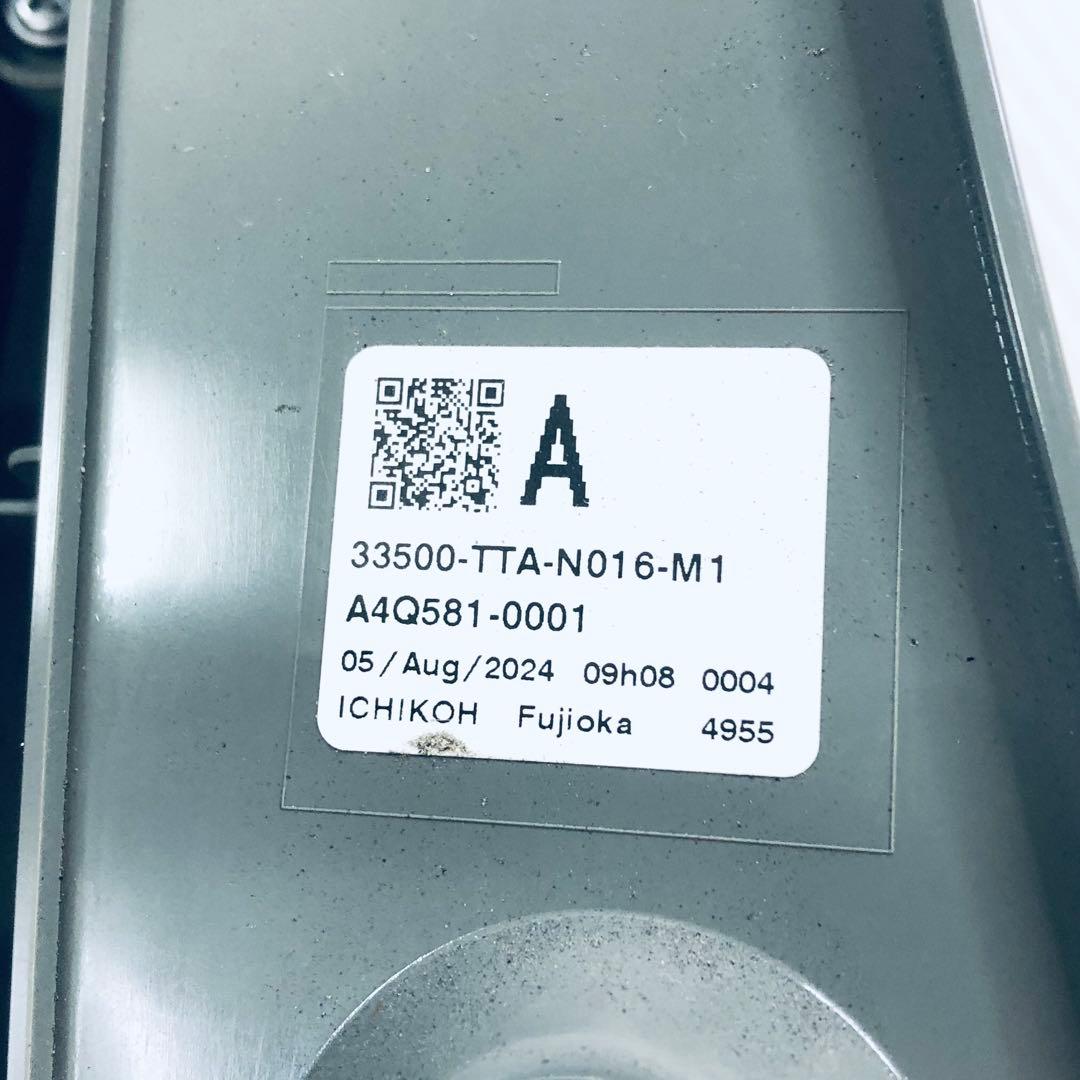 A
33500-TTA-N016-M1
A4Q581-0001
05/Aug/2024 09h08 0004
ICHIKOH Fujioka 4955